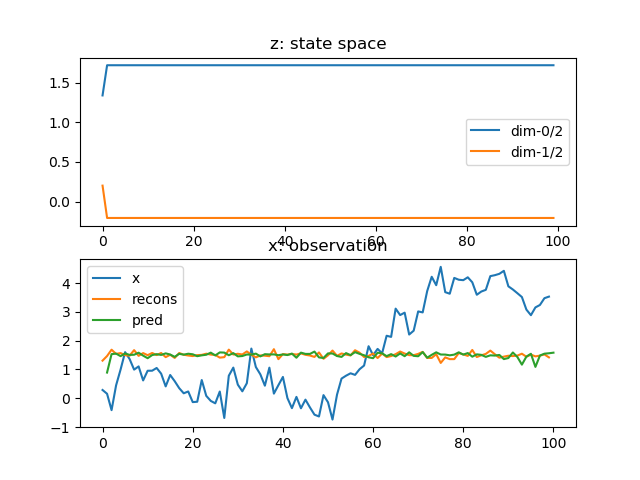 z: state space
1.5
1.0
0.5
0.0
dim-0/2
dim-1/2
0 20 40 60 80 100
x: observation
4
3
2
1
0
−1
x
recons
pred
0 20 40 60 80 100